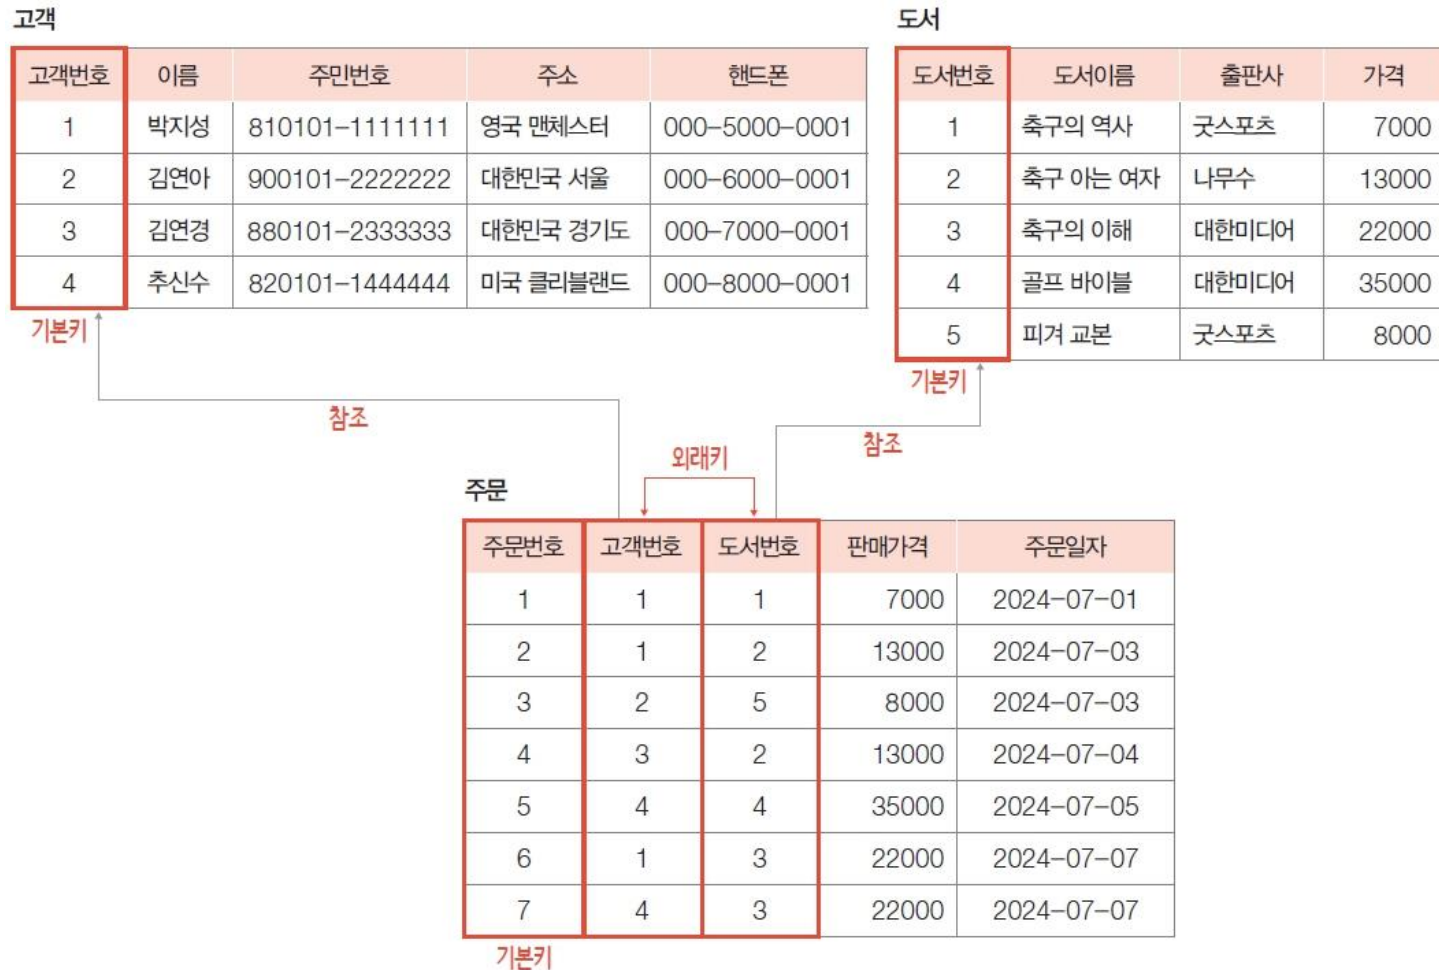 고객
고객번호 이름 주민번호 주소 핸드폰
1 박지성 810101-1111111 영국 맨체스터 000-5000-0001
2 김연아 900101-2222222 대한민국 서울 000-6000-0001
3 김연경 880101-2333333 대한민국 경기도 000-7000-0001
4 추신수 820101-1444444 미국 클리블랜드 000-8000-0001
기본키
도서
도서번호 도서이름 출판사 가격
1 축구의 역사 굿스포츠 7000
2 축구 아는 여자 나무수 13000
3 축구의 이해 대한미디어 22000
4 골프 바이블 대한미디어 35000
5 피겨 교본 굿스포츠 8000
기본키
참조
참조
외래키
주문
주문번호 고객번호 도서번호 판매가격 주문일자
1 1 1 7000 2024-07-01
2 1 2 13000 2024-07-03
3 2 5 8000 2024-07-03
4 3 2 13000 2024-07-04
5 4 4 35000 2024-07-05
6 1 3 22000 2024-07-07
7 4 3 22000 2024-07-07
기본키